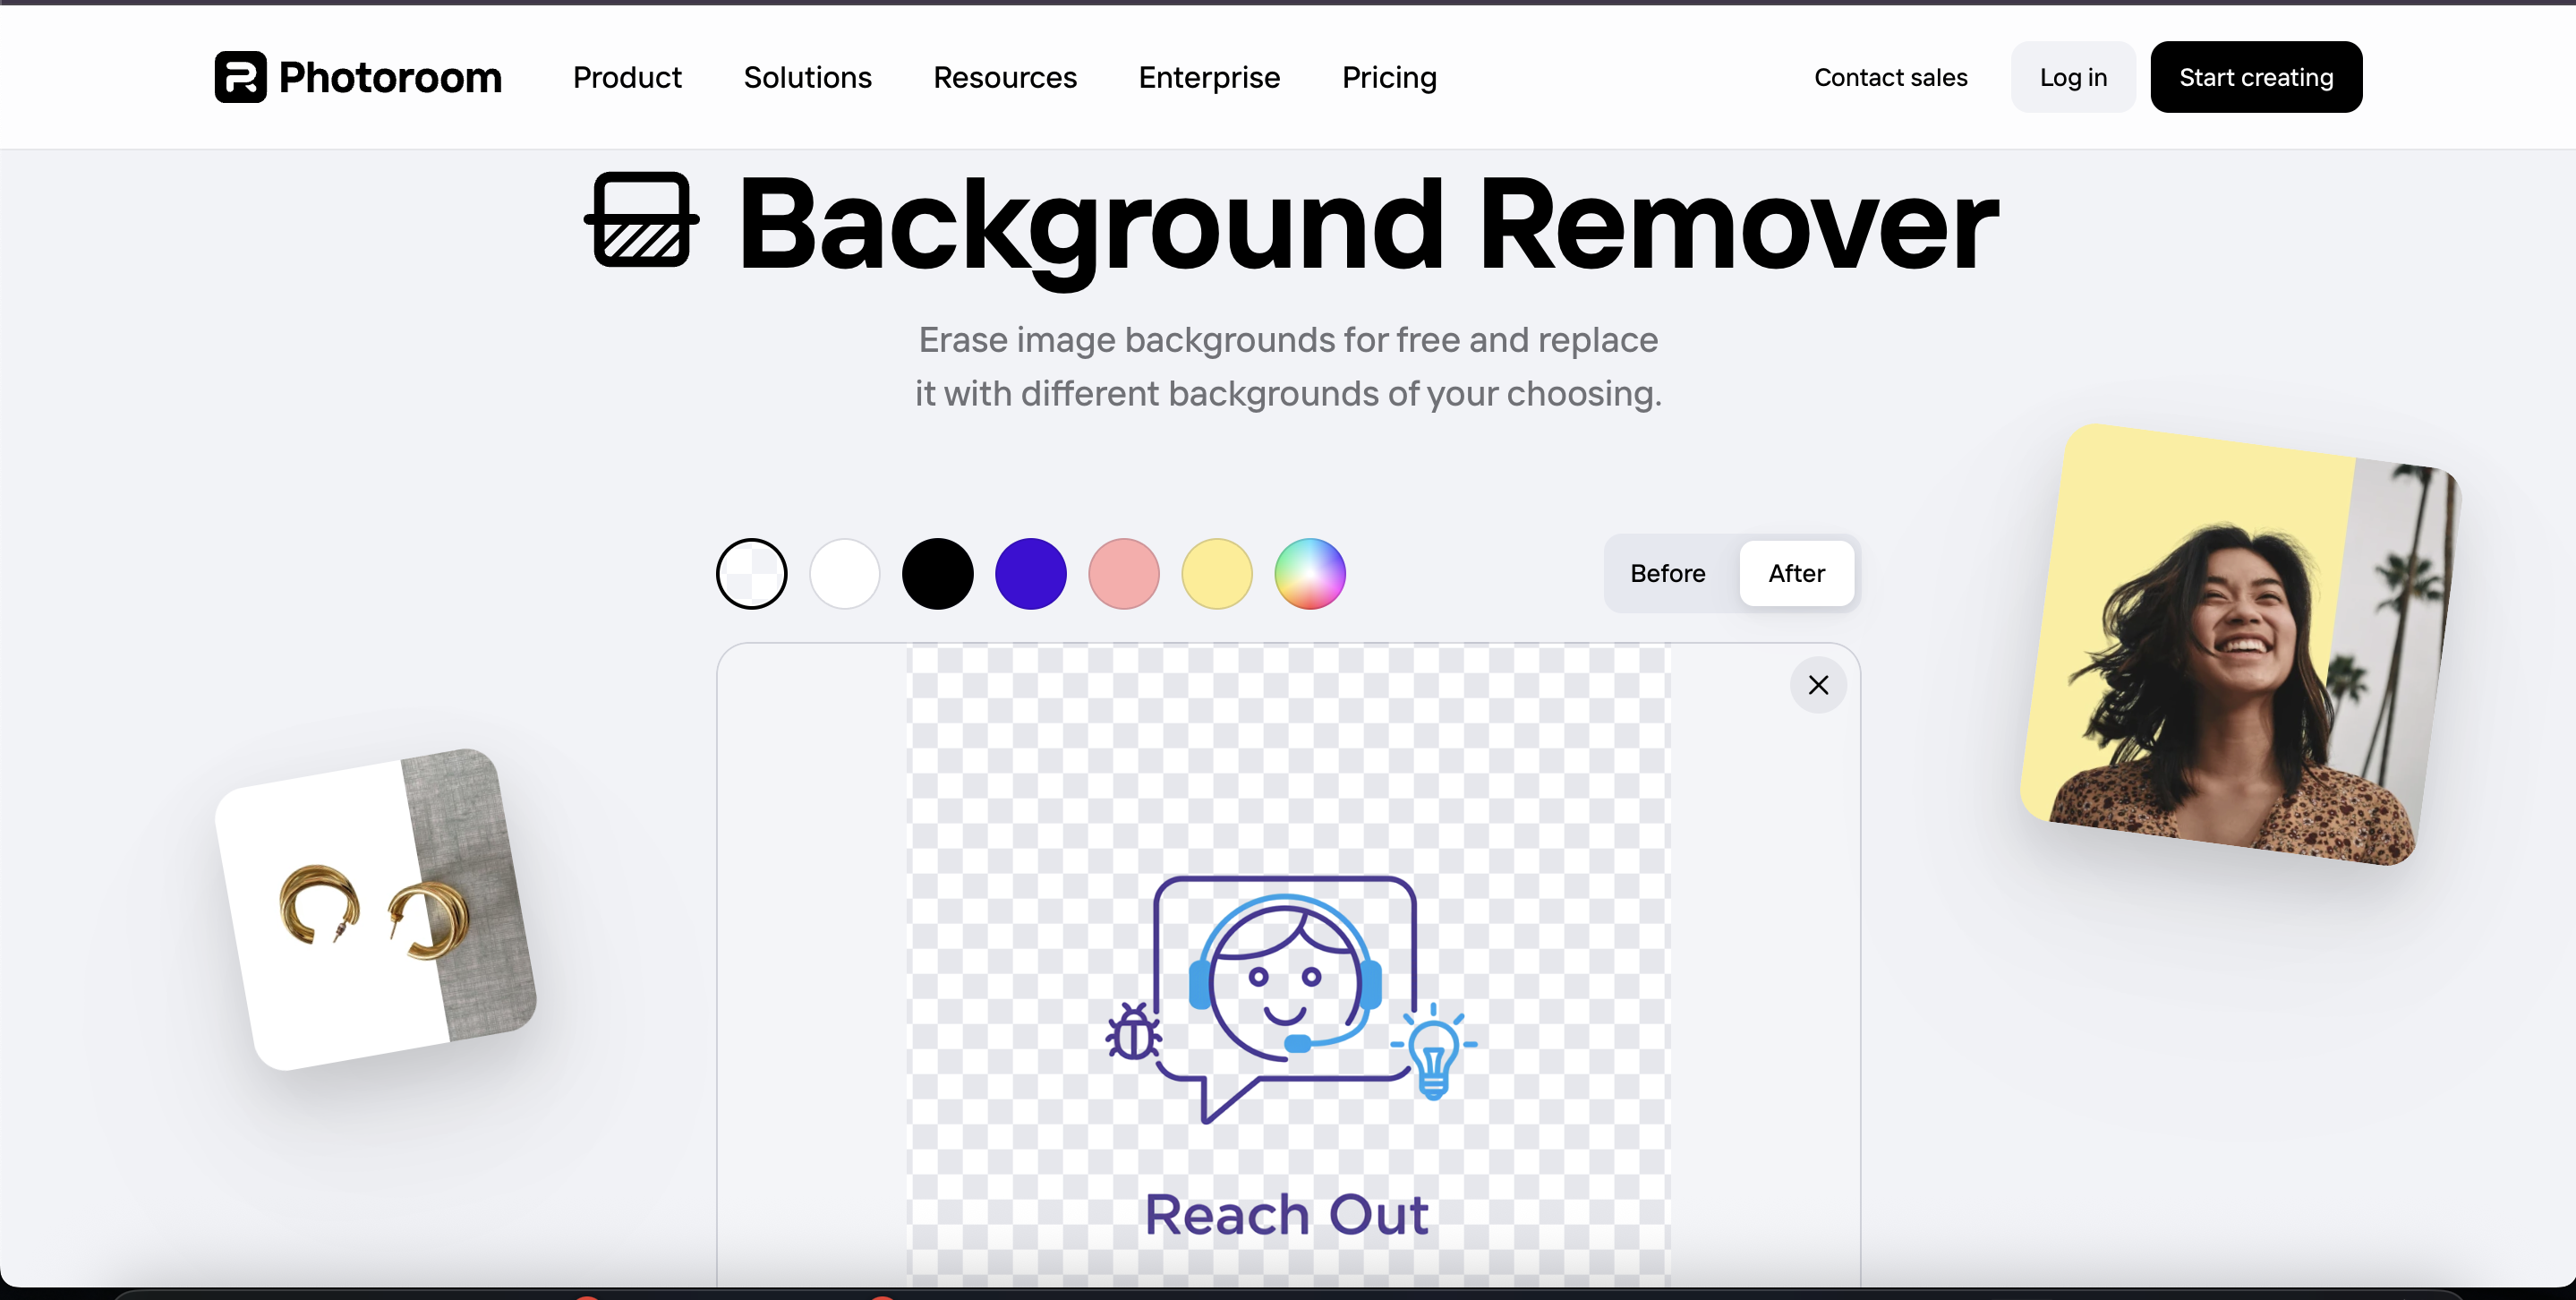 Photoroom
Product
Solutions
Resources
Enterprise
Pricing
Contact sales
Log in
Start creating
Background Remover
Erase image backgrounds for free and replace
it with different backgrounds of your choosing.
Before
After
Reach Out